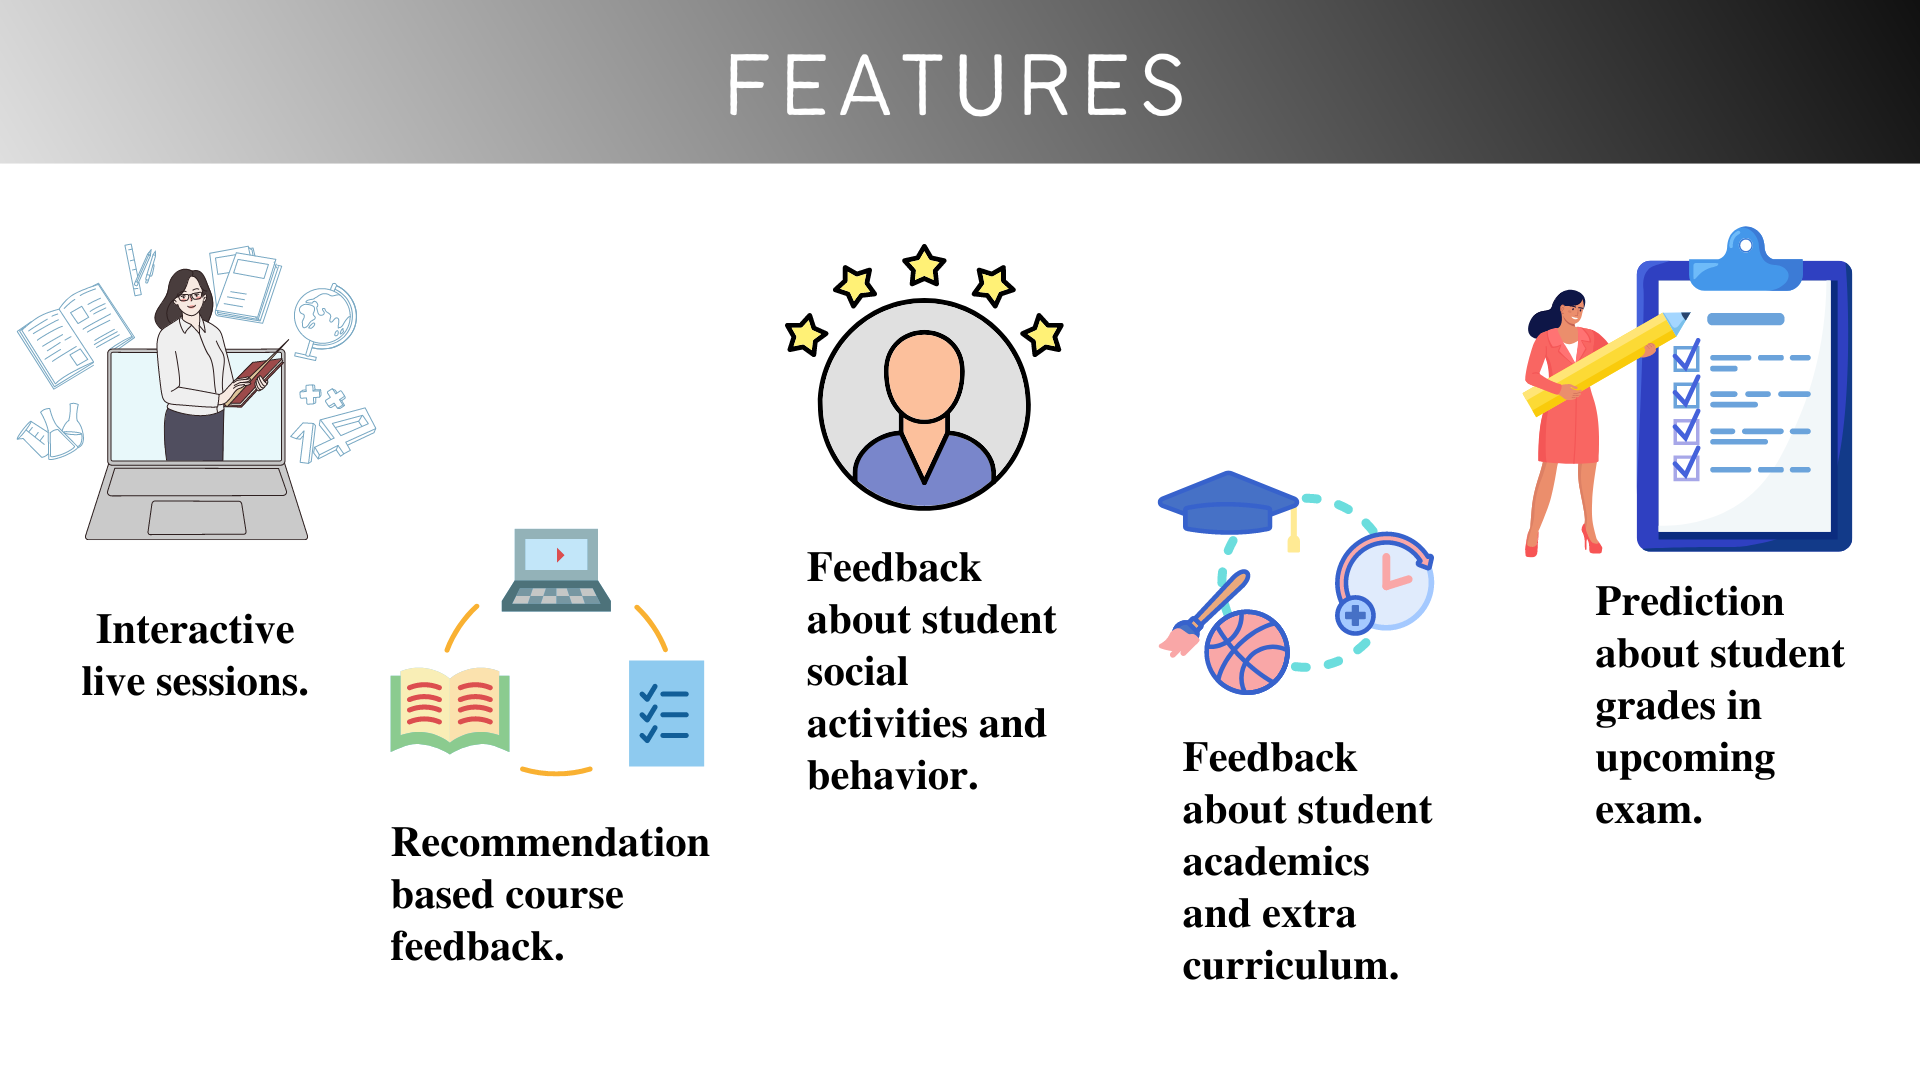 FEATURES
Interactive
live sessions.
Recommendation
based course
feedback.
Feedback
about student
social
activities and
behavior.
Feedback
about student
academics
and extra
curriculum.
Prediction
about student
grades in
upcoming
exam.